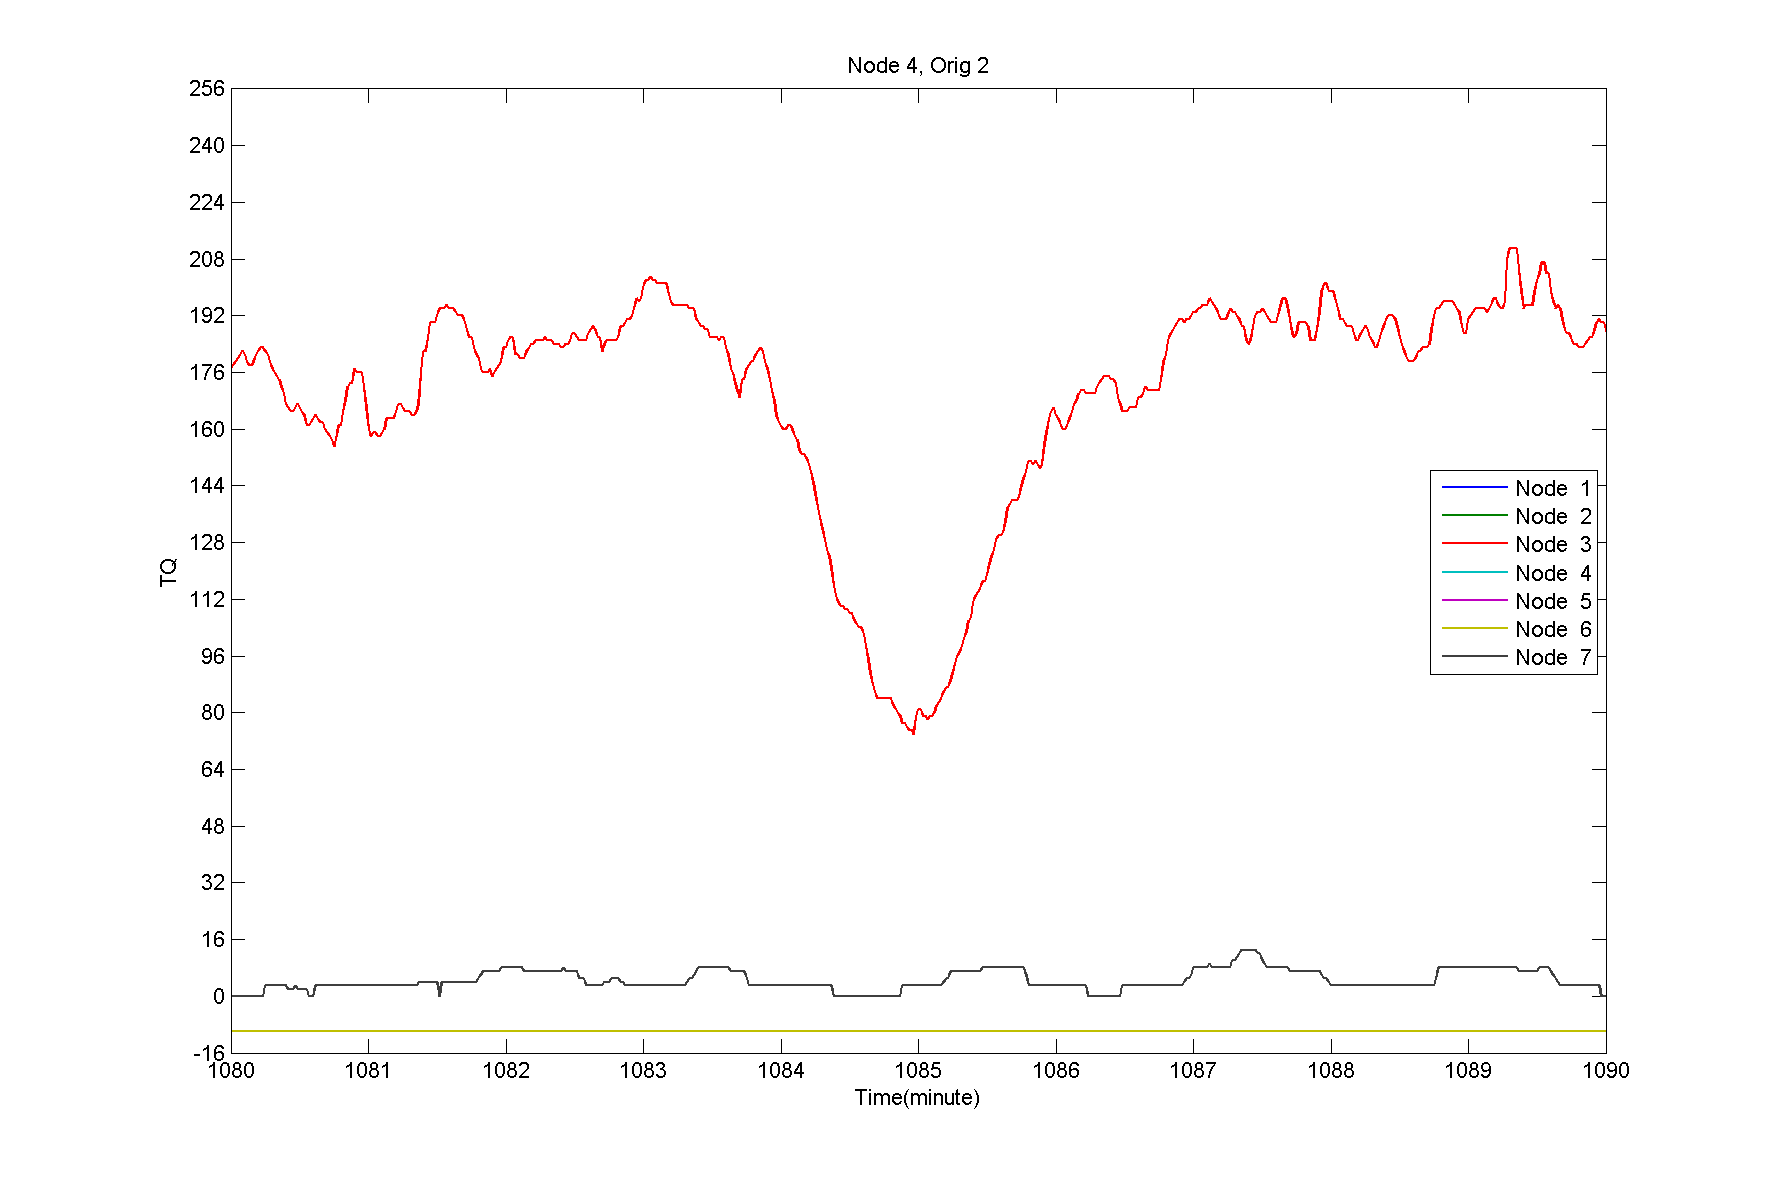 Node 4, Orig 2
256
240
224
208
192
176
160
144
128
112
96
80
64
48
32
16
0
-16
TQ
1080 1081 1082 1083 1084 1085 1086 1087 1088 1089 1090
Time(minute)
Node 1
Node 2
Node 3
Node 4
Node 5
Node 6
Node 7